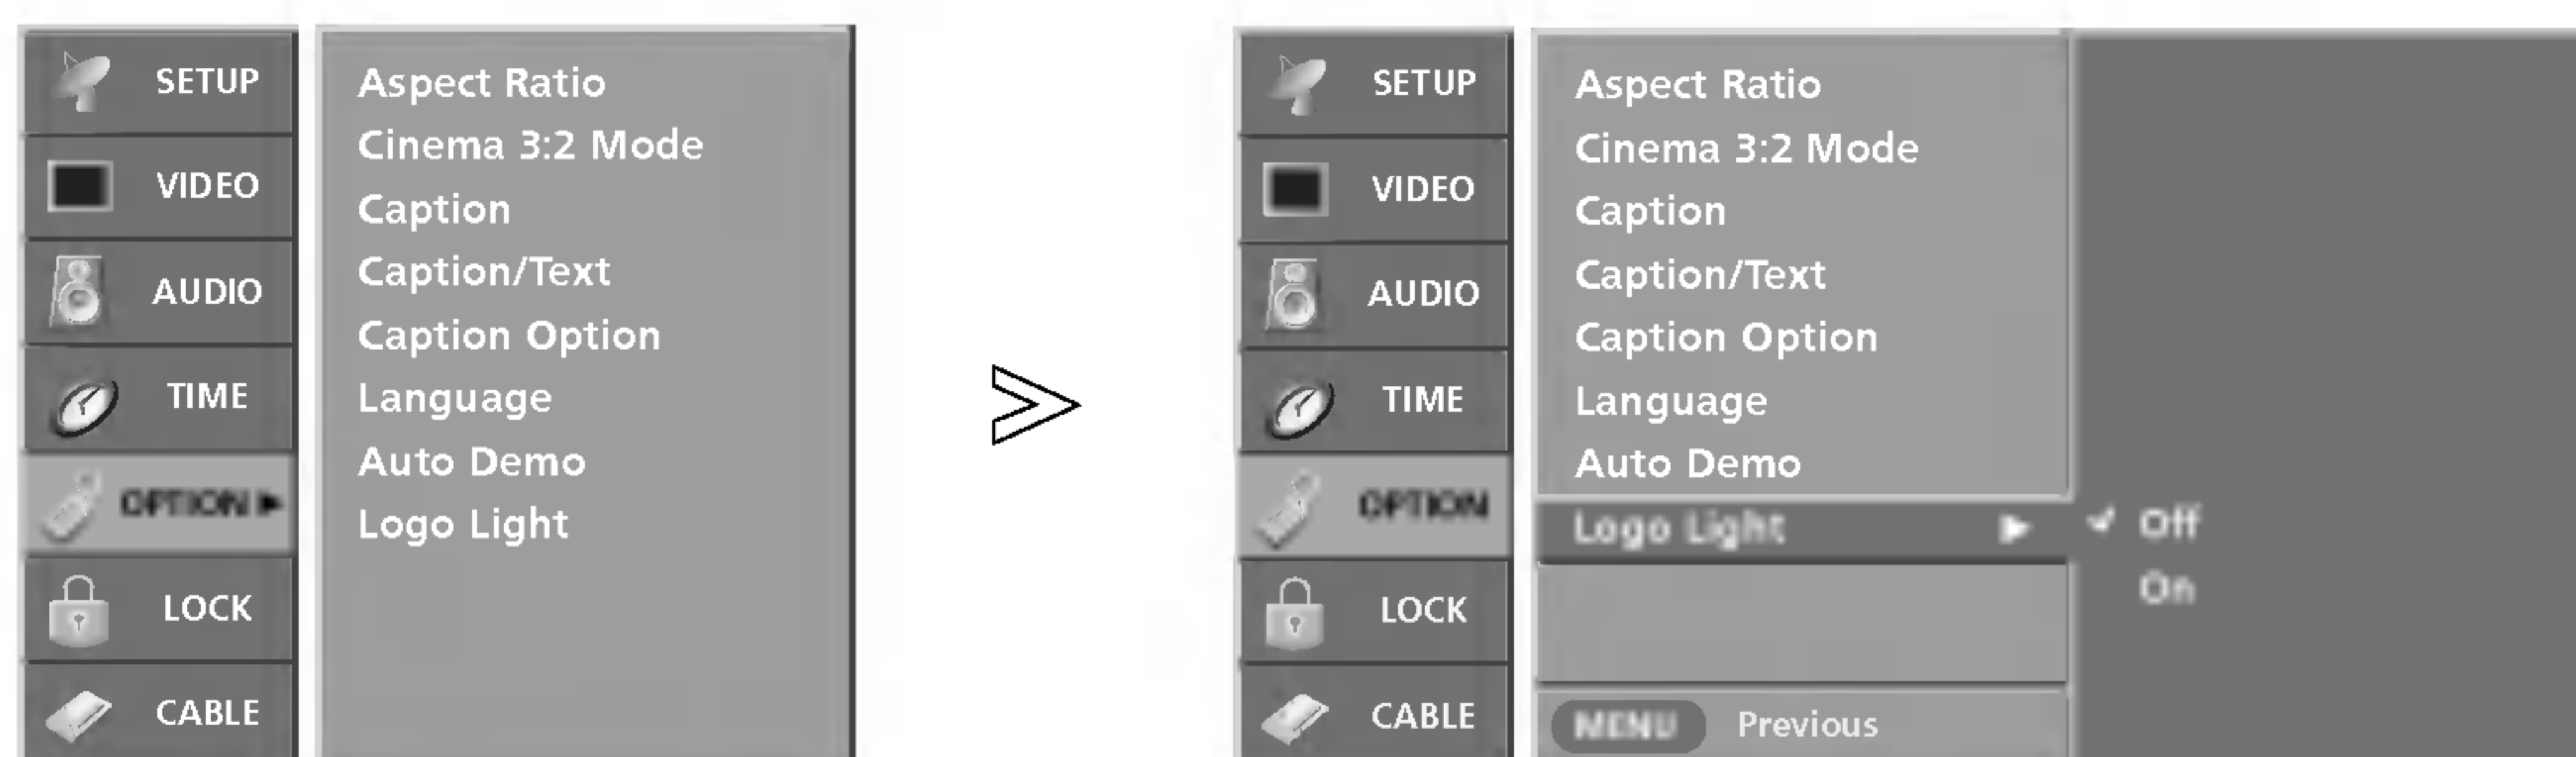 SETUP
VIDEO
AUDIO
TIME
OPTION ▶
LOCK
CABLE
Aspect Ratio
Cinema 3:2 Mode
Caption
Caption/Text
Caption Option
Language
Auto Demo
Logo Light
>
SETUP
VIDEO
AUDIO
TIME
OPTION
LOCK
CABLE
Aspect Ratio
Cinema 3:2 Mode
Caption
Caption/Text
Caption Option
Language
Auto Demo
Logo Light ▶
✓ Off
On
MENU Previous